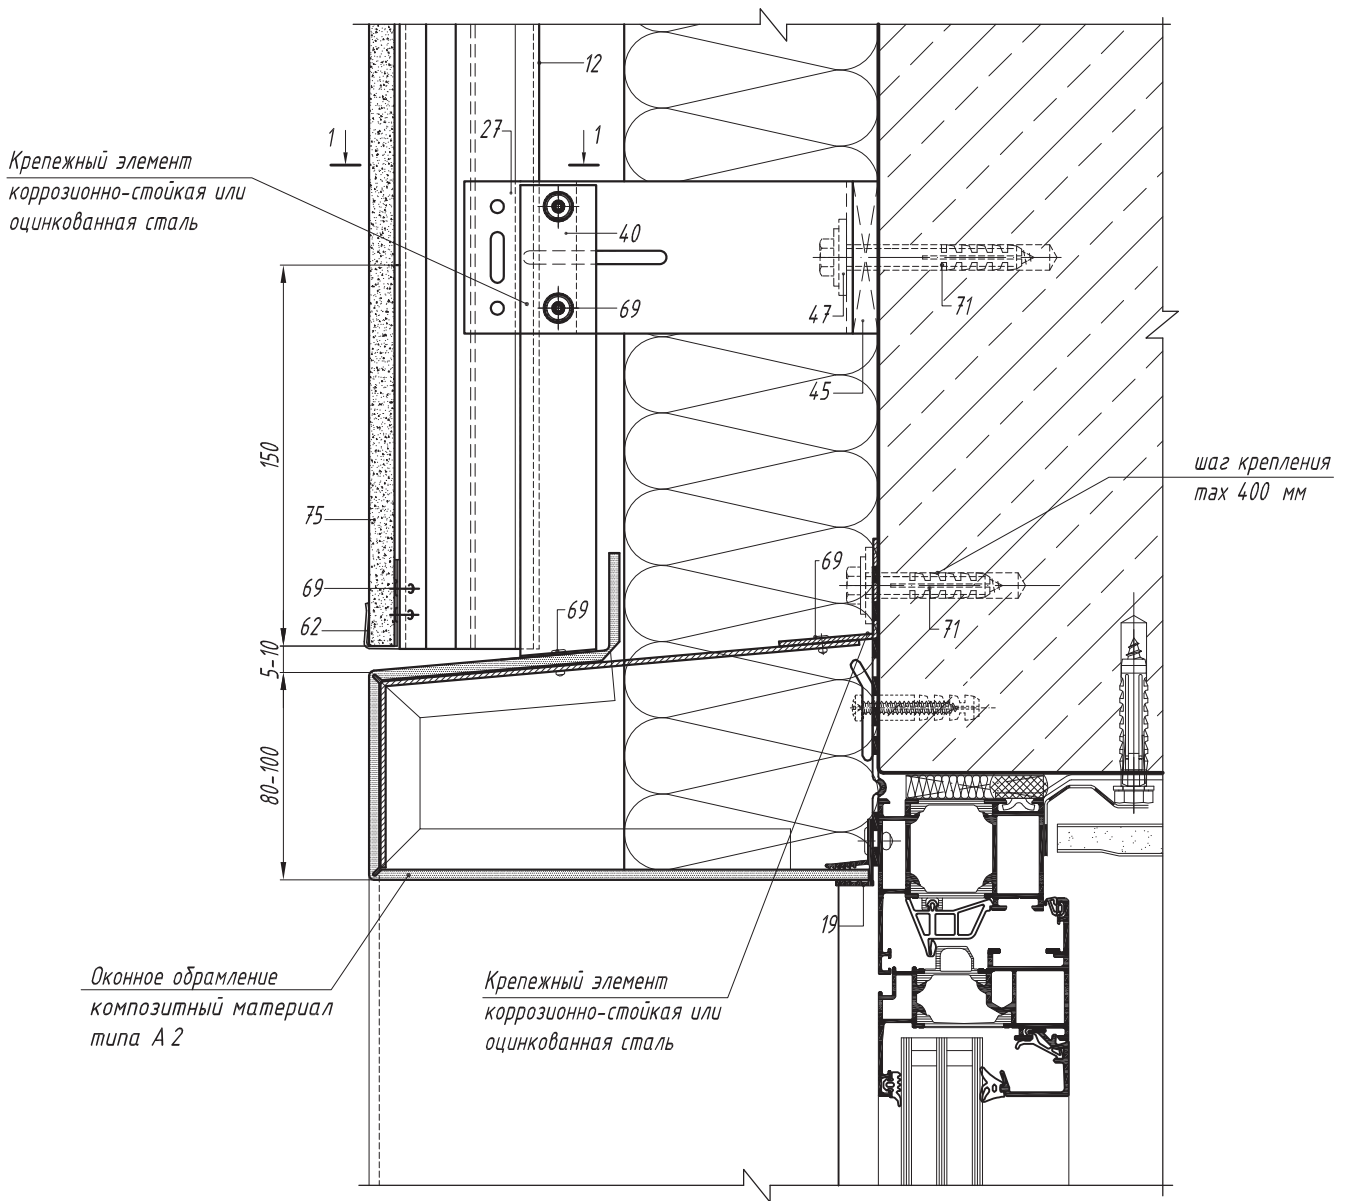 12
27
1
1
Крепежный элемент
коррозионно-стойкая или
оцинкованная сталь
40
69
47
71
45
150
шаг крепления
max 400 мм
75
69
62
69
69
71
5-10
80-100
19
Оконное обрамление
композитный материал
типа А2
Крепежный элемент
коррозионно-стойкая или
оцинкованная сталь